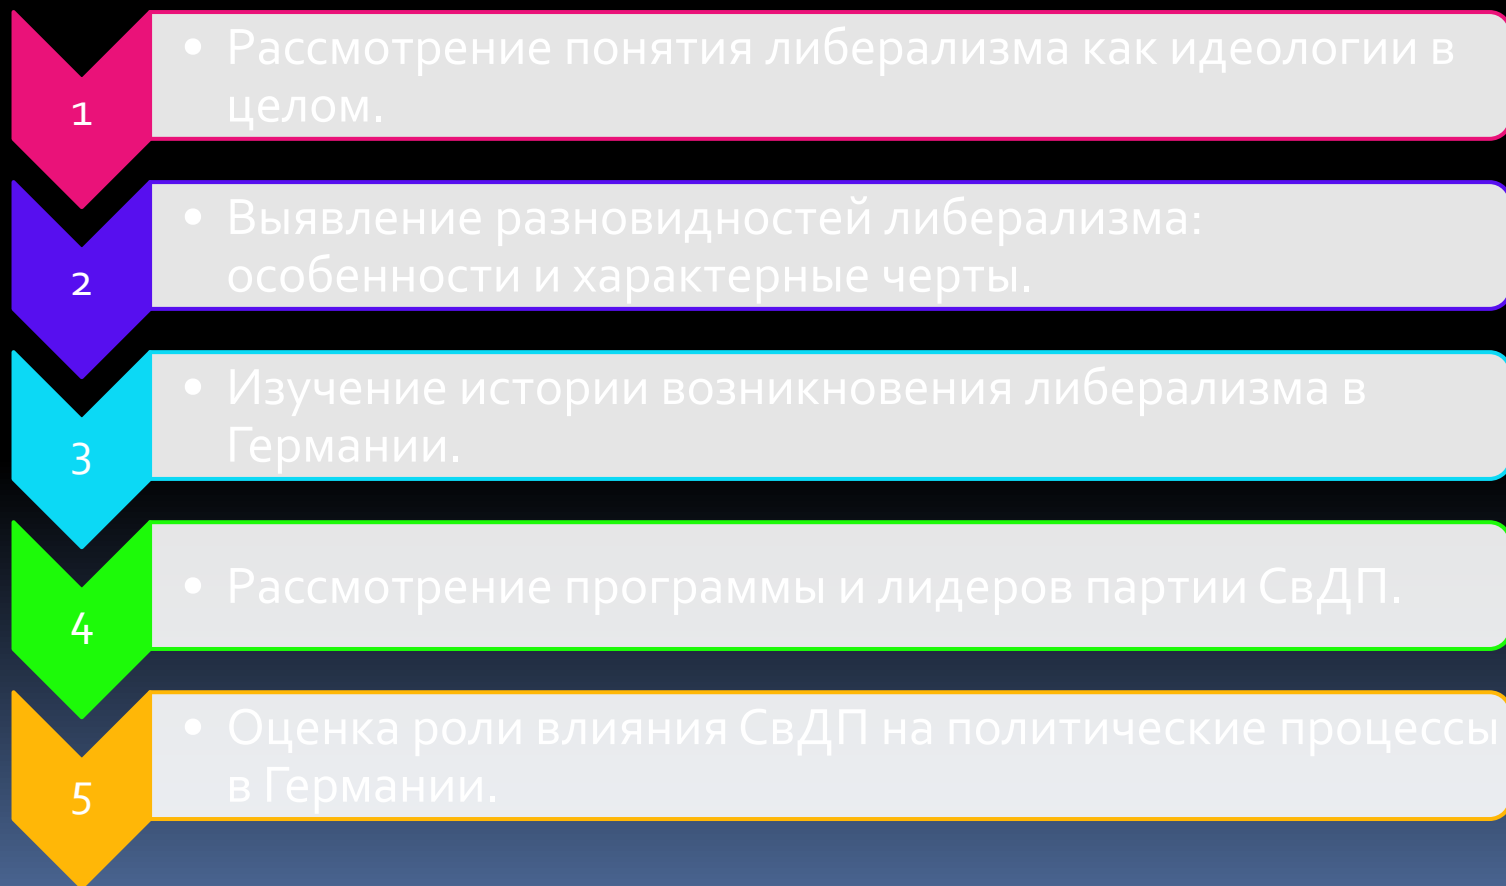 1
• Рассмотрение понятия либерализма как идеологии в
целом.
2
• Выявление разновидностей либерализма:
особенности и характерные черты.
3
• Изучение истории возникновения либерализма в
Германии.
4
• Рассмотрение программы и лидеров партии СвДП.
5
• Оценка роли влияния СвДП на политические процессы
в Германии.